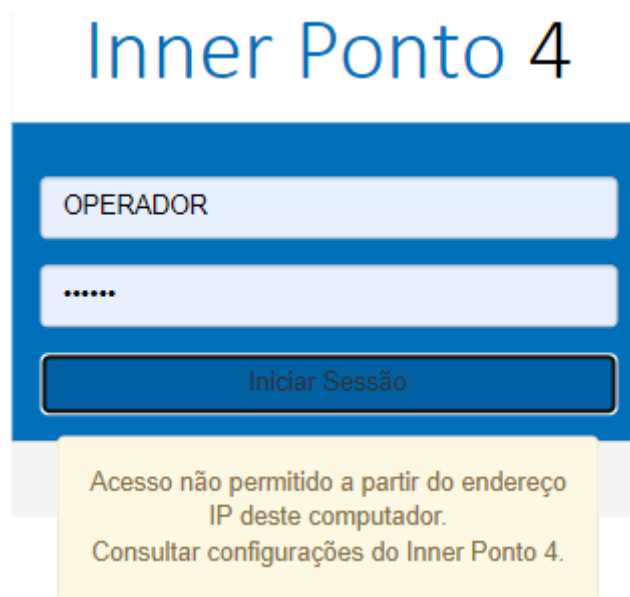 Inner Ponto 4
OPERADOR
••••••
Iniciar Sessão
Acesso não permitido a partir do endereço
IP deste computador.
Consultar configurações do Inner Ponto 4.